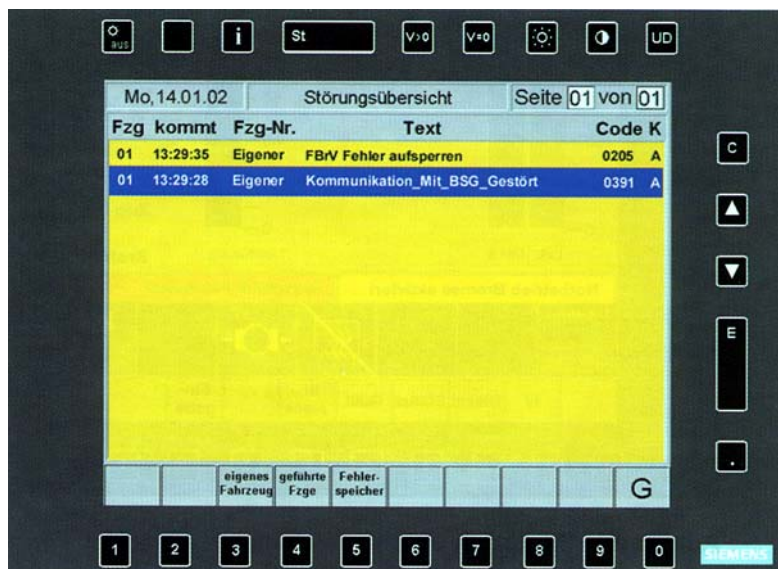 aus i St V>0 V=0 UD
Mo,14.01.02 Störungsübersicht Seite 01 von 01
Fzg kommt Fzg-Nr. Text Code K
01 13:29:35 Eigener FBrV Fehler aufsperren 0205 A
01 13:29:28 Eigener Kommunikation_Mit_BSG_Gestört 0391 A
C
E
.
eigenes geführte Fehler-
Fahrzeug Fzge speicher G
1 2 3 4 5 6 7 8 9 0
SIEMENS